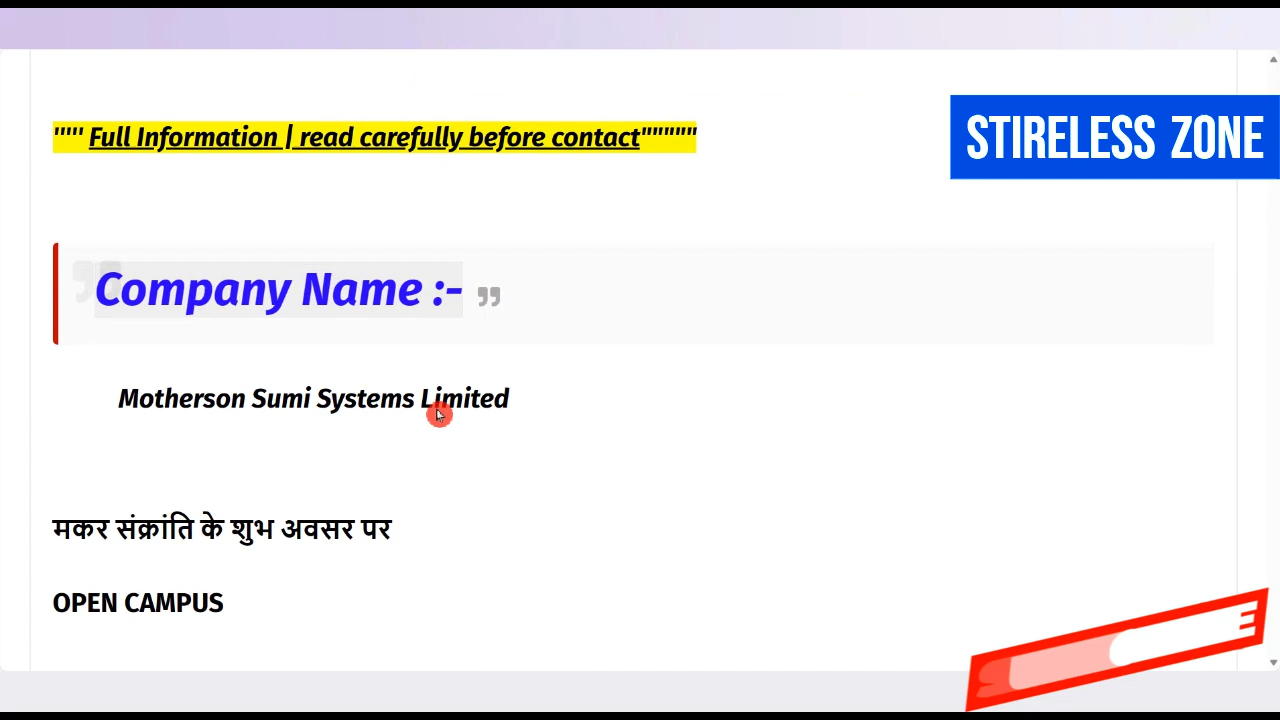 ''''' Full Information | read carefully before contact""""""
STIRELESS ZONE
Company Name :-
Motherson Sumi Systems Limited
मकर संक्रांति के शुभ अवसर पर
OPEN CAMPUS